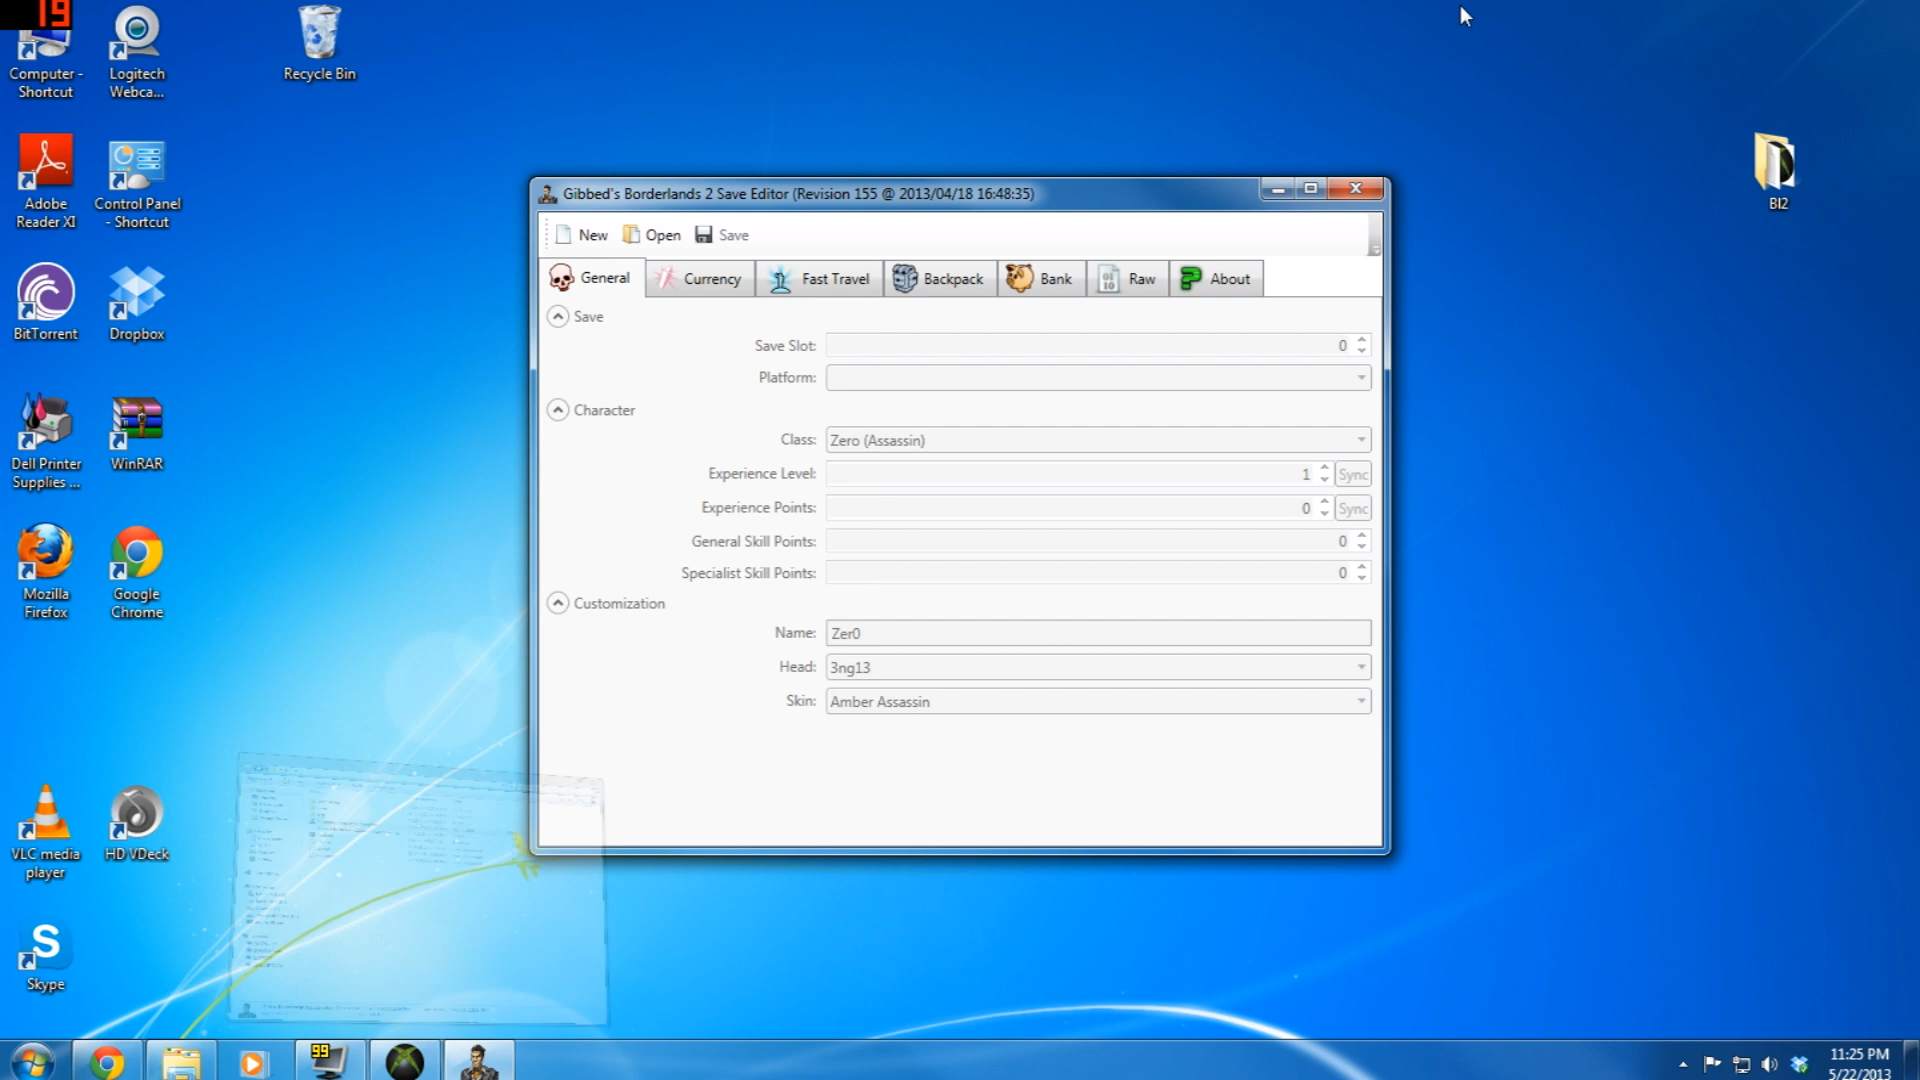 19
Computer -
Shortcut
Logitech
Webca...
Recycle Bin
Adobe
Reader XI
Control Panel
- Shortcut
BI2
BitTorrent
Dropbox
Dell Printer
Supplies ...
WinRAR
Mozilla
Firefox
Google
Chrome
VLC media
player
HD VDeck
Skype
Gibbed's Borderlands 2 Save Editor (Revision 155 @ 2013/04/18 16:48:35)
New Open Save
General Currency Fast Travel Backpack Bank Raw About
Save
Save Slot: 0
Platform:
Character
Class: Zero (Assassin)
Experience Level: 1 Sync
Experience Points: 0 Sync
General Skill Points: 0
Specialist Skill Points: 0
Customization
Name: Zer0
Head: 3ng13
Skin: Amber Assassin
99
11:25 PM
5/22/2013